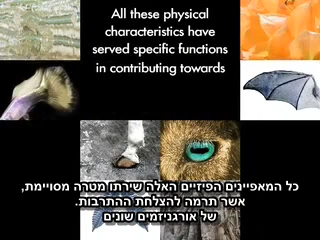 All these physical
characteristics have
served specific functions
in contributing towards
כל המאפיינים הפיזיים האלה שירתו מטרה מסויימת,
אשר תרמה להצלחת ההתרבות.
של אורגניזמים שונים